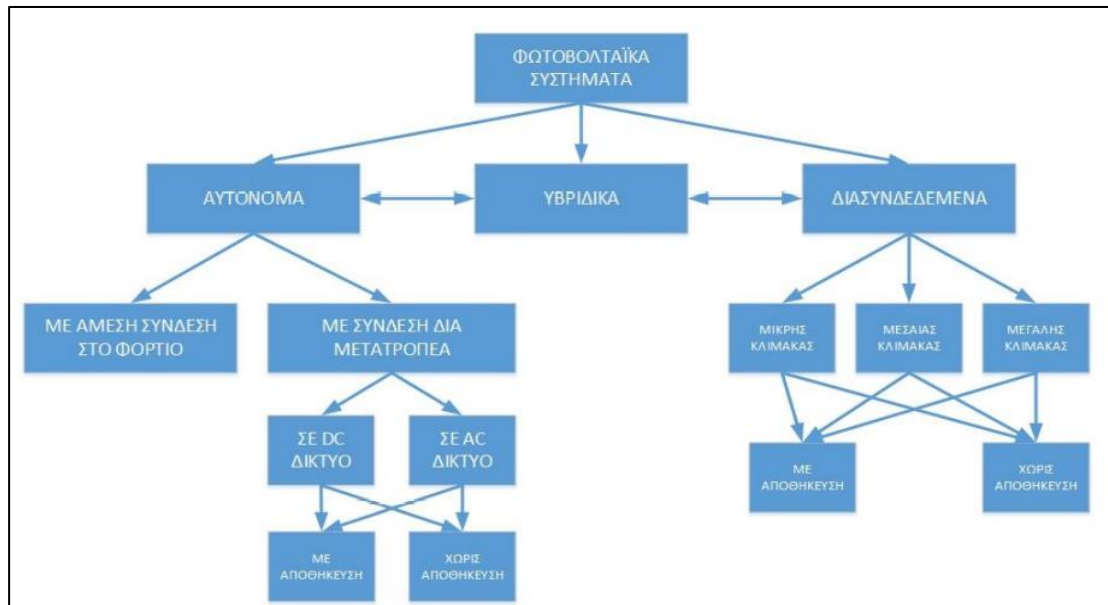 ΦΩΤΟΒΟΛΤΑΪΚΑ
ΣΥΣΤΗΜΑΤΑ
ΑΥΤΟΝΟΜΑ
ΥΒΡΙΔΙΚΑ
ΔΙΑΣΥΝΔΕΔΕΜΕΝΑ
ΜΕ ΑΜΕΣΗ ΣΥΝΔΕΣΗ
ΣΤΟ ΦΟΡΤΙΟ
ΜΕ ΣΥΝΔΕΣΗ ΔΙΑ
ΜΕΤΑΤΡΟΠΕΑ
ΜΙΚΡΗΣ
ΚΛΙΜΑΚΑΣ
ΜΕΣΑΙΑΣ
ΚΛΙΜΑΚΑΣ
ΜΕΓΑΛΗΣ
ΚΛΙΜΑΚΑΣ
ΣΕ DC
ΔΙΚΤΥΟ
ΣΕ AC
ΔΙΚΤΥΟ
ΜΕ
ΑΠΟΘΗΚΕΥΣΗ
ΧΩΡΙΣ
ΑΠΟΘΗΚΕΥΣΗ
ΜΕ
ΑΠΟΘΗΚΕΥΣΗ
ΧΩΡΙΣ
ΑΠΟΘΗΚΕΥΣΗ